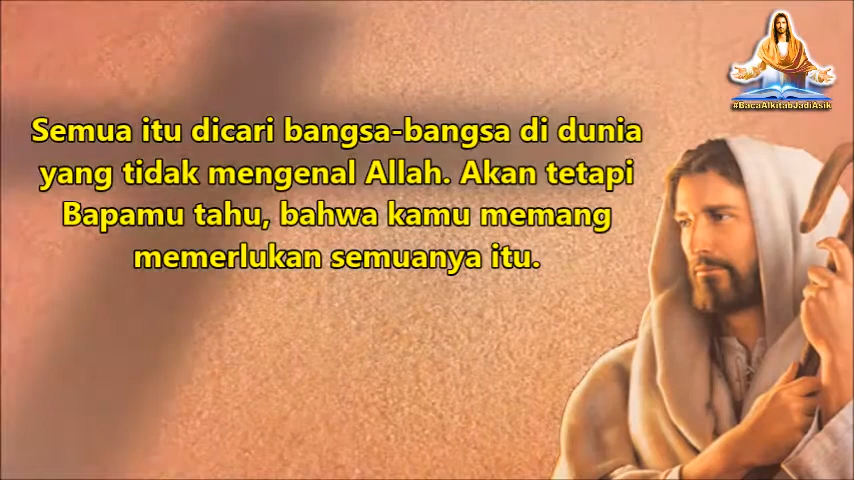 #BacaAlkitabJadiAsik
Semua itu dicari bangsa-bangsa di dunia
yang tidak mengenal Allah. Akan tetapi
Bapamu tahu, bahwa kamu memang
memerlukan semuanya itu.